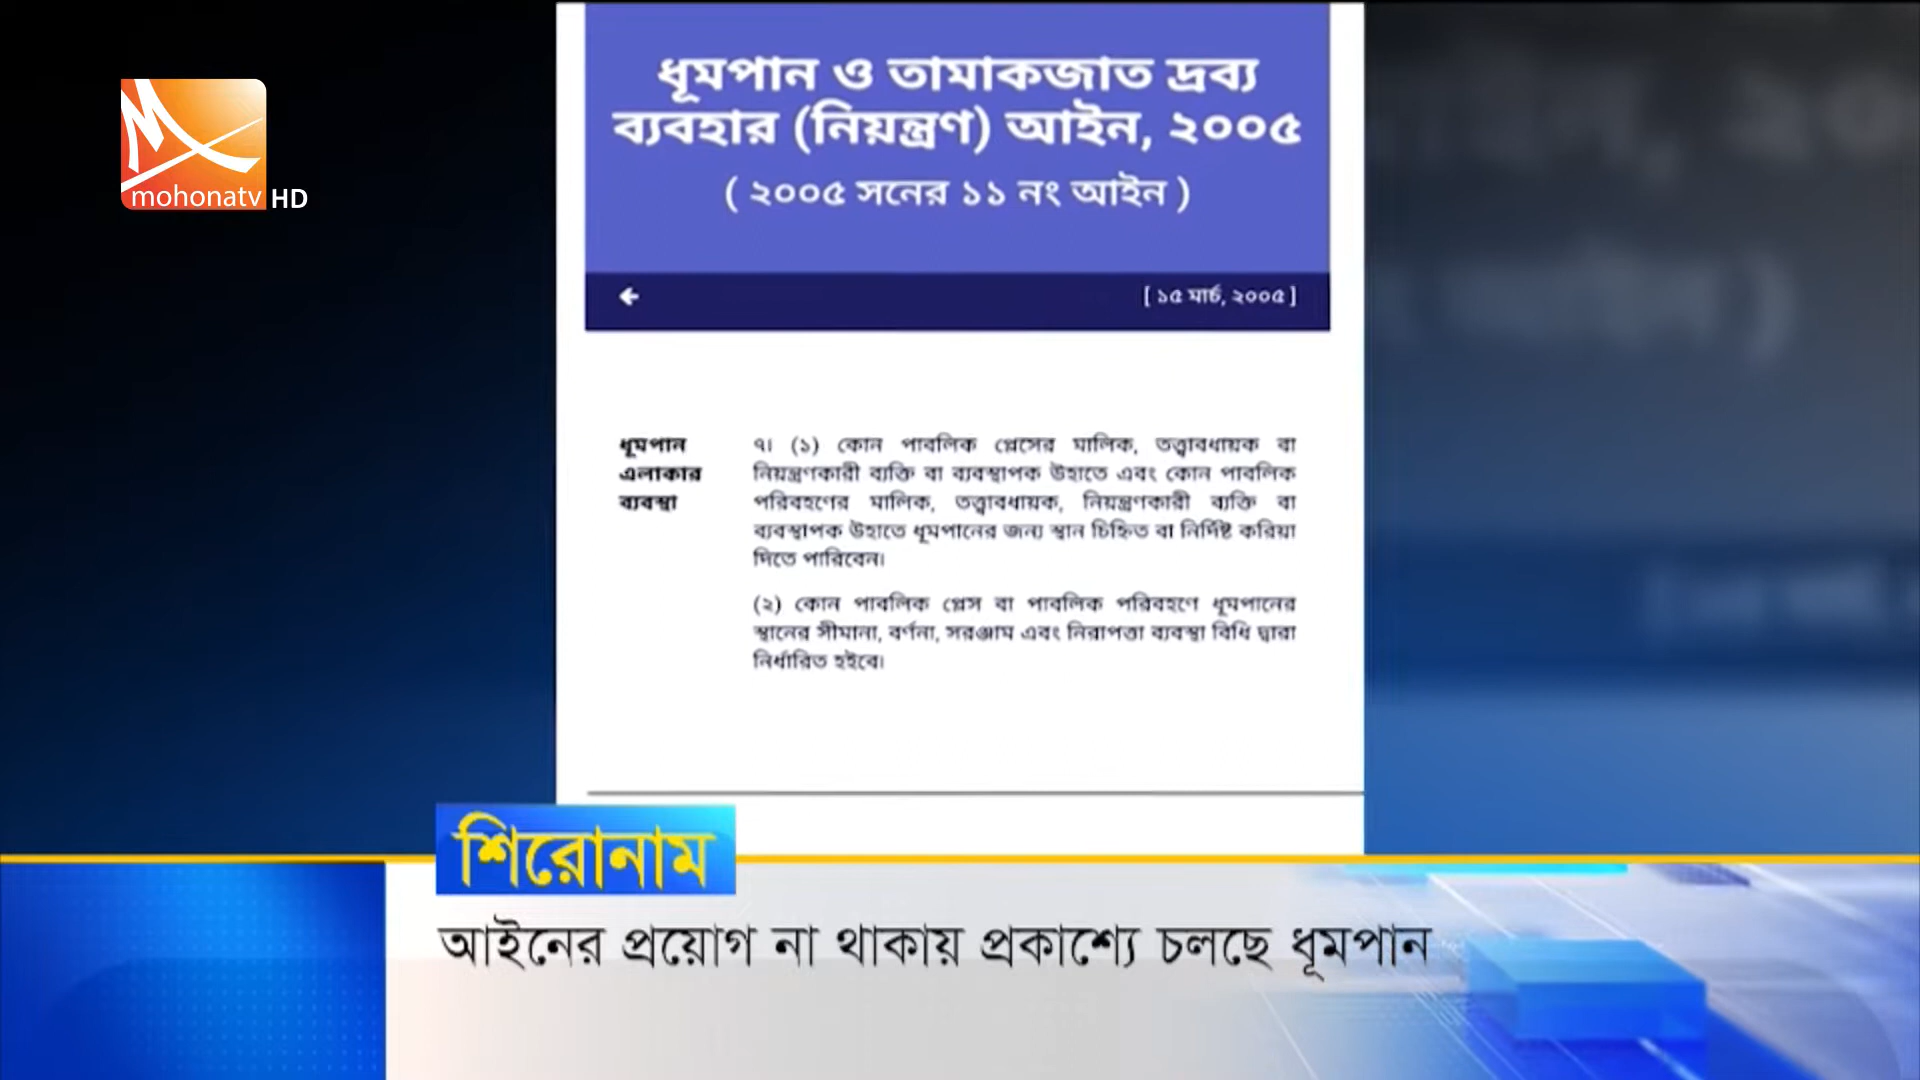 mohonatv HD
ধূমপান ও তামাকজাত দ্রব্য
ব্যবহার (নিয়ন্ত্রণ) আইন, ২০০৫
( ২০০৫ সনের ১১ নং আইন )
[ ১৫ মার্চ, ২০০৫ ]
ধূমপান
এলাকার
ব্যবস্থা
৭। (১) কোন পাবলিক প্লেসের মালিক, তত্ত্বাবধায়ক বা
নিয়ন্ত্রণকারী ব্যক্তি বা ব্যবস্থাপক উহাতে এবং কোন পাবলিক
পরিবহণের মালিক, তত্ত্বাবধায়ক, নিয়ন্ত্রণকারী ব্যক্তি বা
ব্যবস্থাপক উহাতে ধূমপানের জন্য স্থান চিহ্নিত বা নির্দিষ্ট করিয়া
দিতে পারিবেন।
(২) কোন পাবলিক প্লেস বা পাবলিক পরিবহণে ধূমপানের
স্থানের সীমানা, বর্ণনা, সরঞ্জাম এবং নিরাপত্তা ব্যবস্থা বিধি দ্বারা
নির্ধারিত হইবে।
শিরোনাম
আইনের প্রয়োগ না থাকায় প্রকাশ্যে চলছে ধূমপান